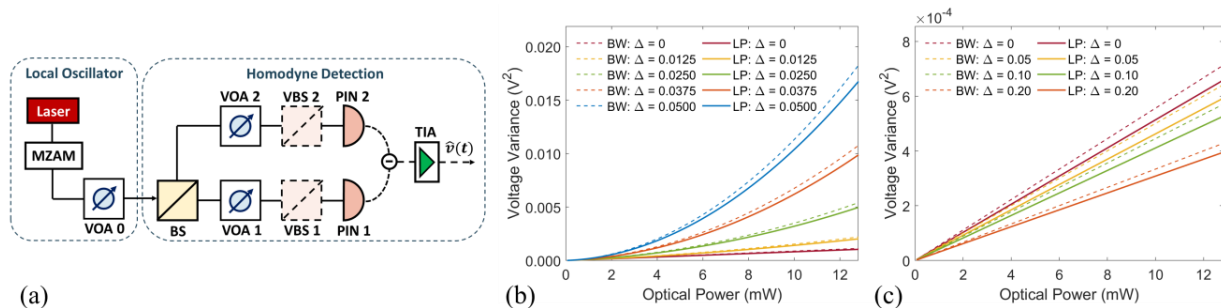 Local Oscillator
Homodyne Detection
Laser
MZAM
VOA 0
BS
VOA 2
VBS 2
PIN 2
VOA 1
VBS 1
PIN 1
TIA
v̂(t)
(a)
Voltage Variance (V²)
0.020
0.015
0.010
0.005
0.000
BW: Δ = 0 LP: Δ = 0
BW: Δ = 0.0125 LP: Δ = 0.0125
BW: Δ = 0.0250 LP: Δ = 0.0250
BW: Δ = 0.0375 LP: Δ = 0.0375
BW: Δ = 0.0500 LP: Δ = 0.0500
0 2 4 6 8 10 12
Optical Power (mW)
(b)
×10⁻⁴
Voltage Variance (V²)
8
6
4
2
0
BW: Δ = 0 LP: Δ = 0
BW: Δ = 0.05 LP: Δ = 0.05
BW: Δ = 0.10 LP: Δ = 0.10
BW: Δ = 0.20 LP: Δ = 0.20
0 2 4 6 8 10 12
Optical Power (mW)
(c)